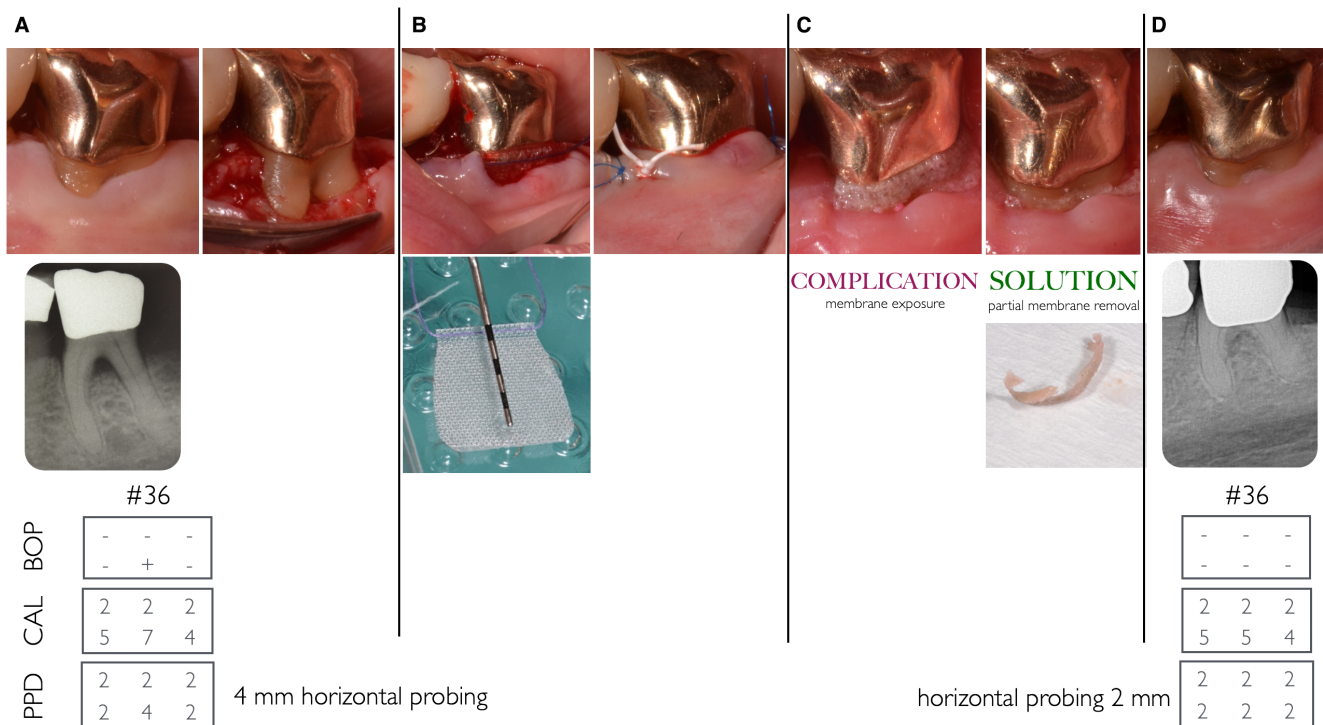 A
B
C
D
COMPLICATION
membrane exposure
SOLUTION
partial membrane removal
#36
BOP
- - -
- + -
CAL
2 2 2
5 7 4
PPD
2 2 2
2 4 2
4 mm horizontal probing
#36
- - -
- - -
2 2 2
5 5 4
horizontal probing 2 mm
2 2 2
2 2 2